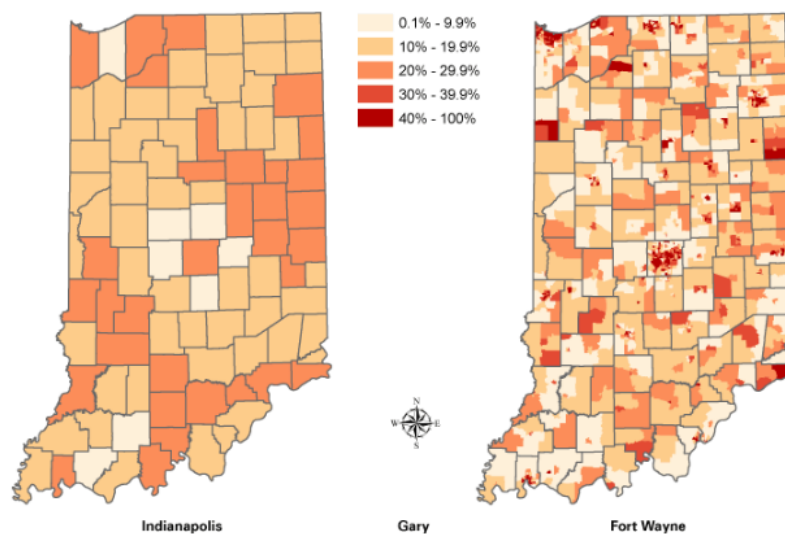 0.1% - 9.9%
10% - 19.9%
20% - 29.9%
30% - 39.9%
40% - 100%
N
W E
S
Indianapolis Gary Fort Wayne